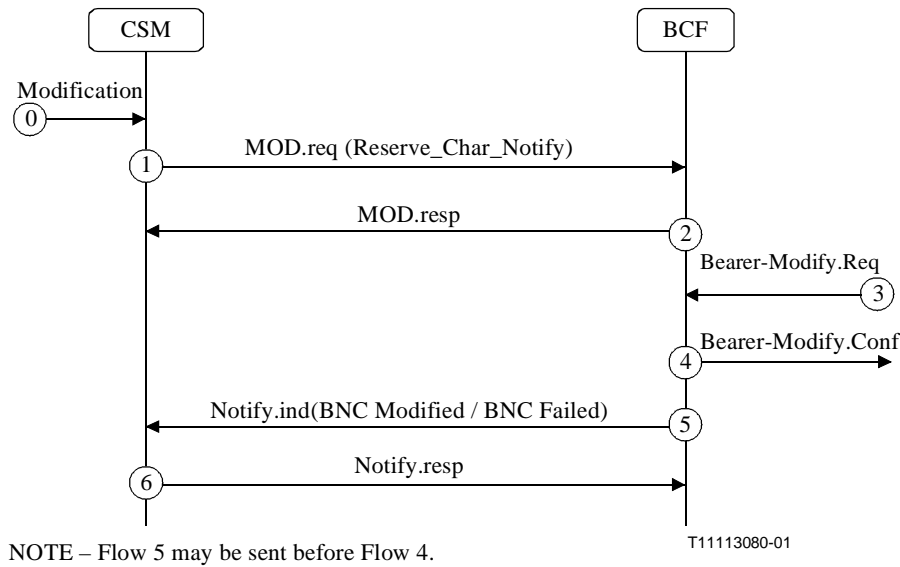 CSM
BCF
Modification
0
1
MOD.req (Reserve_Char_Notify)
MOD.resp
2
Bearer-Modify.Req
3
Bearer-Modify.Conf
4
Notify.ind(BNC Modified / BNC Failed)
5
Notify.resp
6
T11113080-01
NOTE – Flow 5 may be sent before Flow 4.